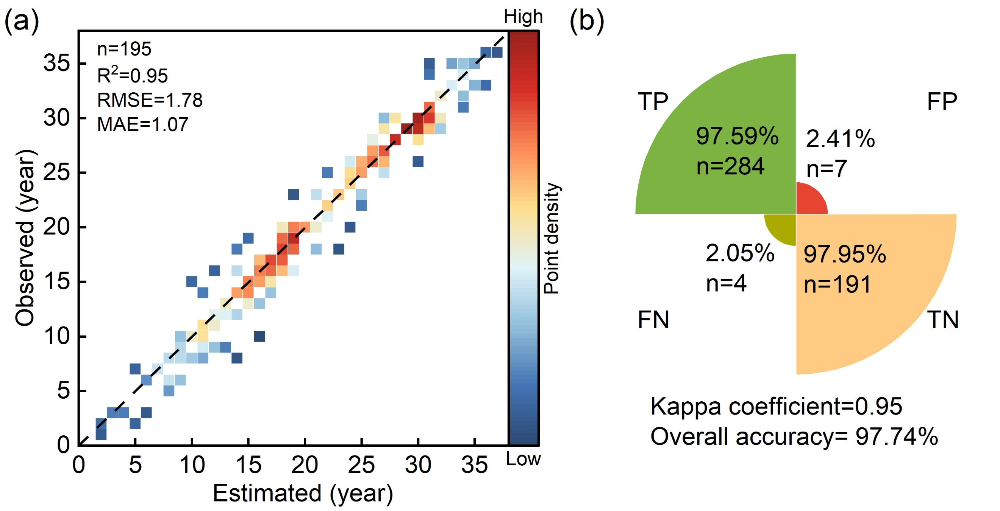 (a)
High
n=195
R²=0.95
RMSE=1.78
MAE=1.07
35
30
25
20
15
10
5
0
Observed (year)
0 5 10 15 20 25 30 35
Estimated (year)
Point density
Low
(b)
TP
FP
97.59%
n=284
2.41%
n=7
2.05%
n=4
97.95%
n=191
FN
TN
Kappa coefficient=0.95
Overall accuracy= 97.74%